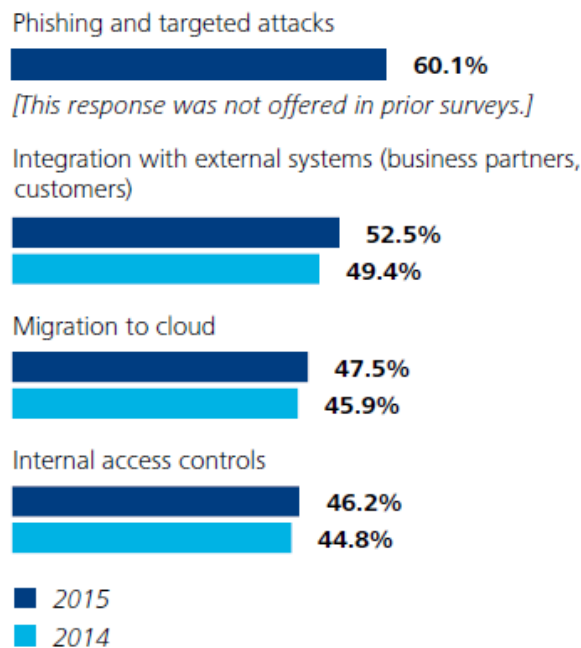 Phishing and targeted attacks
60.1%
[This response was not offered in prior surveys.]
Integration with external systems (business partners,
customers)
52.5%
49.4%
Migration to cloud
47.5%
45.9%
Internal access controls
46.2%
44.8%
2015
2014